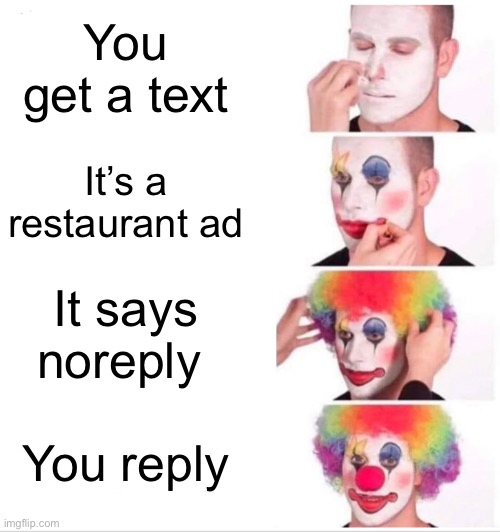 You
get a text
It’s a
restaurant ad
It says
noreply
You reply
imgflip.com